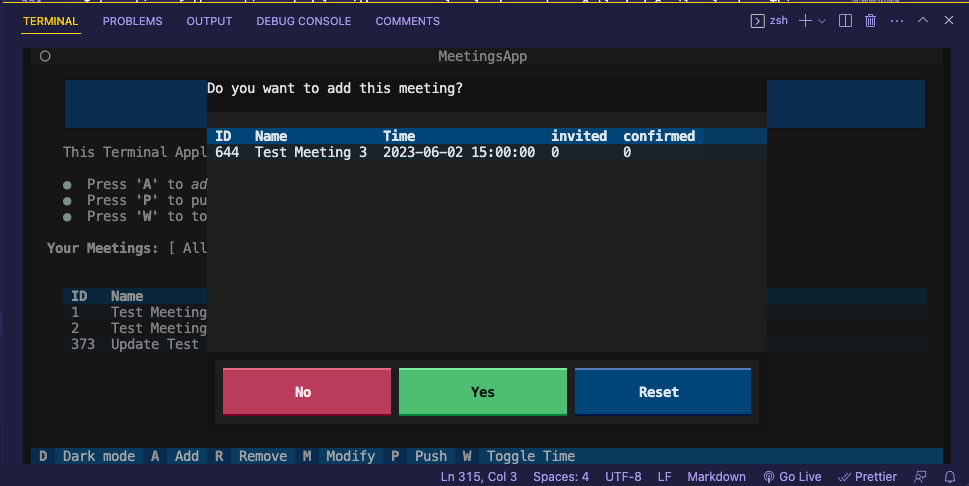 TERMINAL PROBLEMS OUTPUT DEBUG CONSOLE COMMENTS zsh
MeetingsApp
Do you want to add this meeting?
ID Name Time invited confirmed
644 Test Meeting 3 2023-06-02 15:00:00 0 0
This Terminal Appl
● Press 'A' to ad
● Press 'P' to pu
● Press 'W' to to
Your Meetings: [ All
ID Name
1 Test Meeting
2 Test Meeting
373 Update Test
No Yes Reset
D Dark mode A Add R Remove M Modify P Push W Toggle Time
Ln 315, Col 3 Spaces: 4 UTF-8 LF Markdown Go Live Prettier